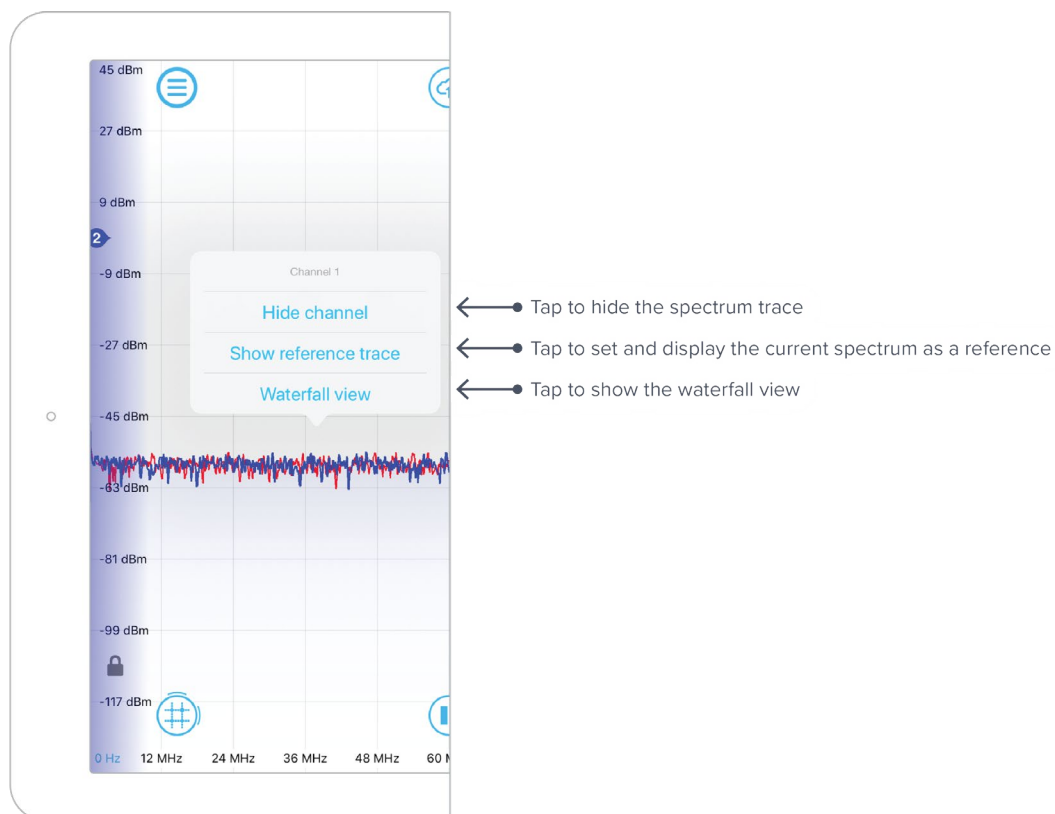 45 dBm
27 dBm
9 dBm
2
-9 dBm
Channel 1
Hide channel
Tap to hide the spectrum trace
-27 dBm
Show reference trace
Tap to set and display the current spectrum as a reference
Waterfall view
Tap to show the waterfall view
-45 dBm
-63 dBm
-81 dBm
-99 dBm
-117 dBm
0 Hz 12 MHz 24 MHz 36 MHz 48 MHz 60